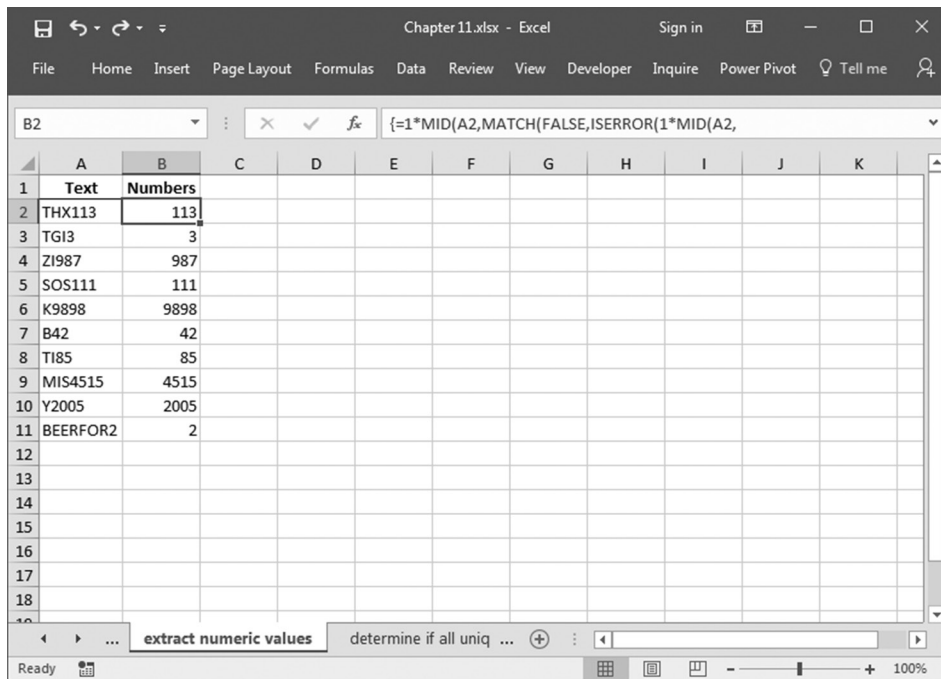 Chapter 11.xlsx - Excel Sign in
File Home Insert Page Layout Formulas Data Review View Developer Inquire Power Pivot Tell me
B2 fx {=1*MID(A2,MATCH(FALSE,ISERROR(1*MID(A2,
A B C D E F G H I J K
1 Text Numbers
2 THX113 113
3 TGI3 3
4 ZI987 987
5 SOS111 111
6 K9898 9898
7 B42 42
8 TI85 85
9 MIS4515 4515
10 Y2005 2005
11 BEERFOR2 2
12
13
14
15
16
17
18
... extract numeric values determine if all uniq ...
Ready 100%